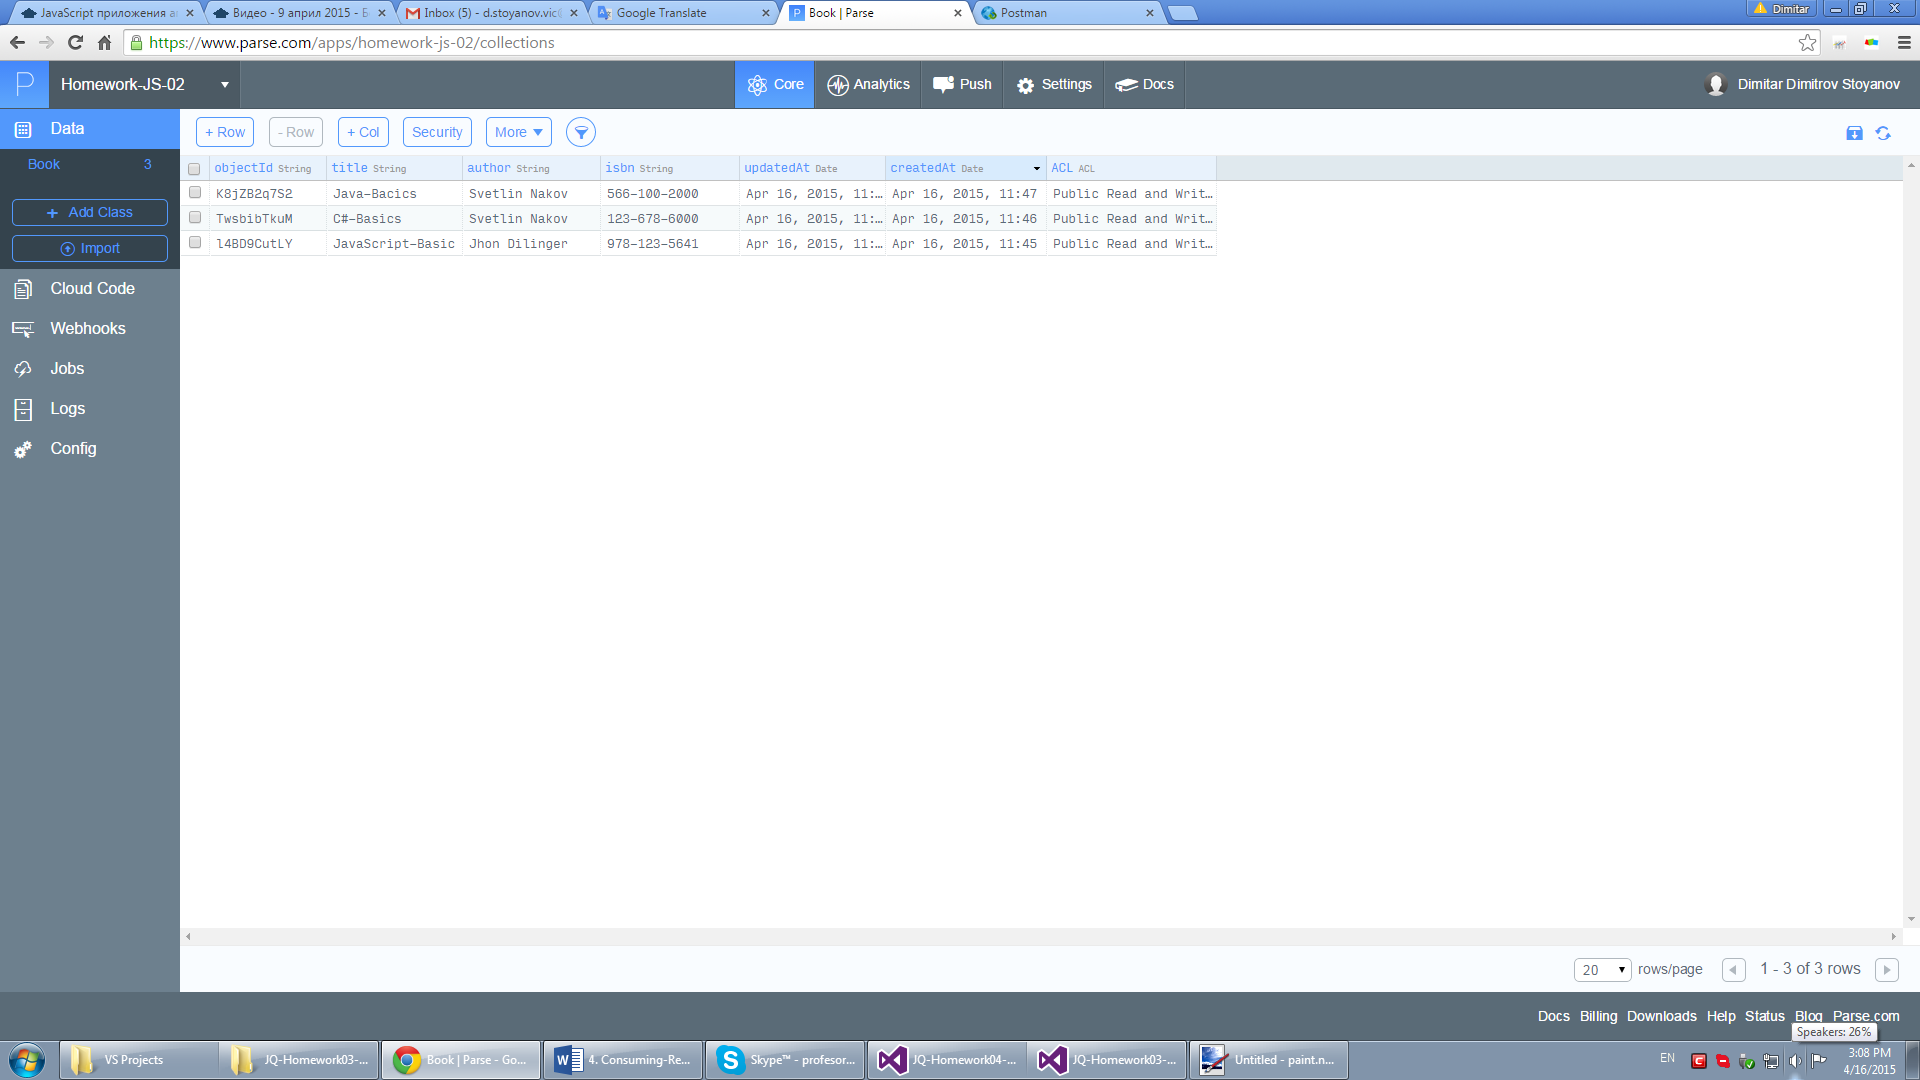 JavaScript приложения а
Видео - 9 април 2015 - Б
Inbox (5) - d.stoyanov.vic
Google Translate
Book | Parse
Postman
Dimitar
https://www.parse.com/apps/homework-js-02/collections
P Homework-JS-02
Core Analytics Push Settings Docs
Dimitar Dimitrov Stoyanov
Data
Book 3
+ Add Class
Import
Cloud Code
Webhooks
Jobs
Logs
Config
+ Row - Row + Col Security More
objectId String title String author String isbn String updatedAt Date createdAt Date ACL ACL
K8jZB2q7S2 Java-Bacics Svetlin Nakov 566-100-2000 Apr 16, 2015, 11:… Apr 16, 2015, 11:47 Public Read and Writ…
TwsbibTkuM C#-Basics Svetlin Nakov 123-678-6000 Apr 16, 2015, 11:… Apr 16, 2015, 11:46 Public Read and Writ…
l4BD9CutLY JavaScript-Basic Jhon Dilinger 978-123-5641 Apr 16, 2015, 11:… Apr 16, 2015, 11:45 Public Read and Writ…
20 rows/page 1 - 3 of 3 rows
Docs Billing Downloads Help Status Blog Parse.com
Speakers: 26%
VS Projects
JQ-Homework03-...
Book | Parse - Go...
4. Consuming-Re...
Skype™ - profesor...
JQ-Homework04-...
JQ-Homework03-...
Untitled - paint.n...
EN
3:08 PM
4/16/2015